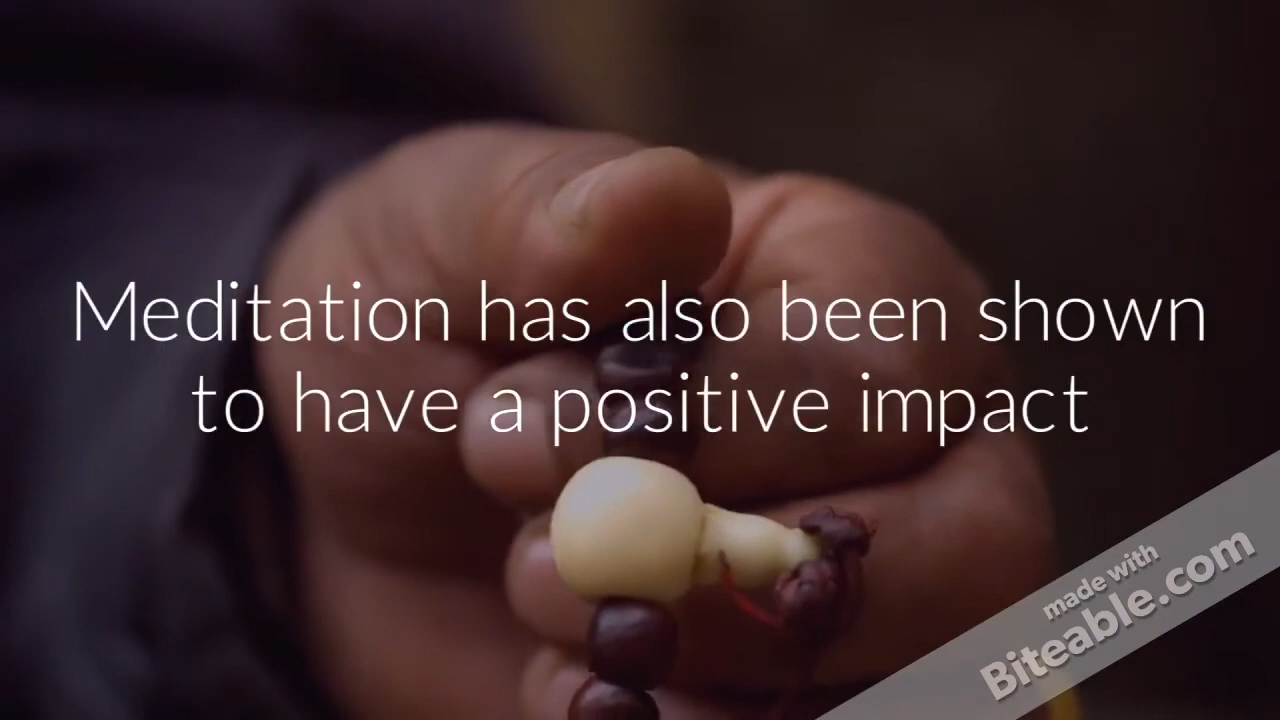 Meditation has also been shown
to have a positive impact
made with
Biteable.com